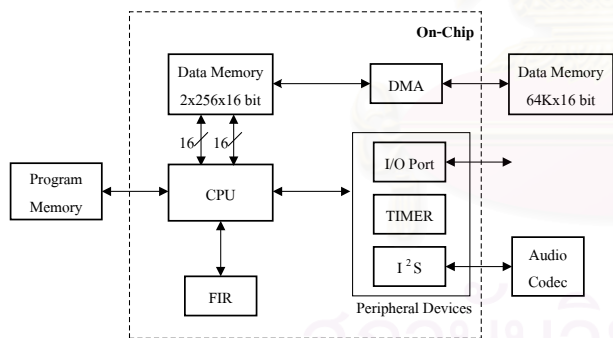 On-Chip
Data Memory
2x256x16 bit
DMA
Data Memory
64Kx16 bit
16
16
Program
Memory
CPU
I/O Port
TIMER
I²S
Audio
Codec
FIR
Peripheral Devices